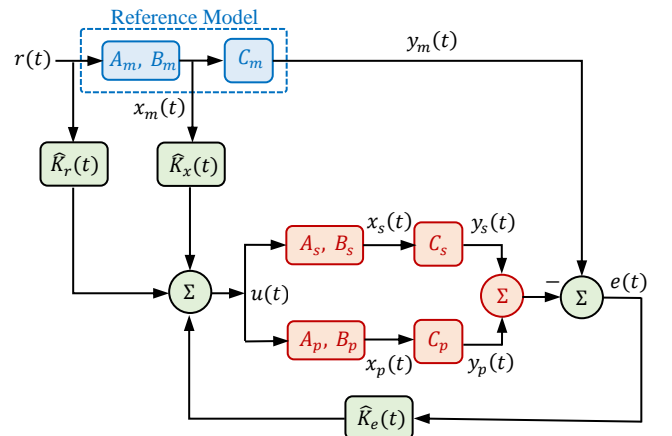 Reference Model
r(t)
A_m, B_m
C_m
y_m(t)
x_m(t)
K̂_r(t)
K̂_x(t)
x_s(t)
y_s(t)
A_s, B_s
C_s
Σ
u(t)
Σ
−
Σ
e(t)
A_p, B_p
C_p
x_p(t)
y_p(t)
K̂_e(t)